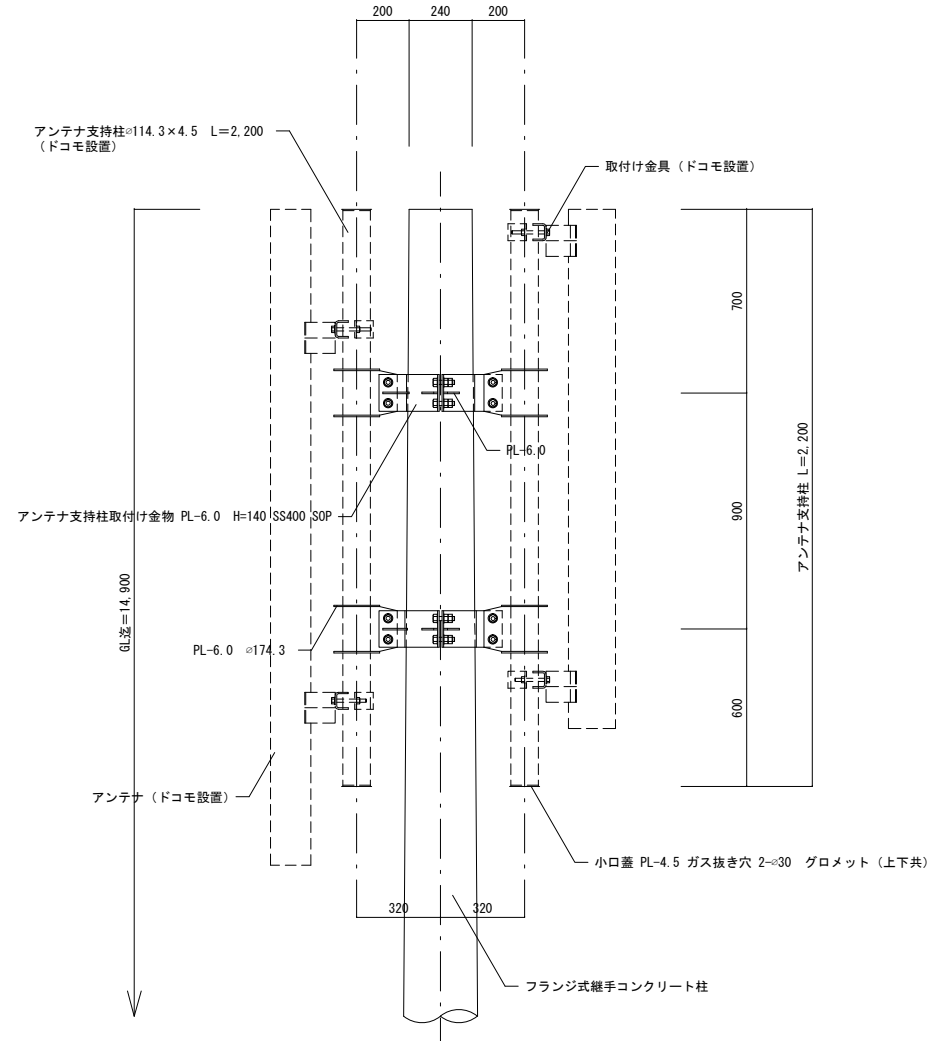 200
240
200
アンテナ支持柱⌀114.3×4.5 L=2,200
（ドコモ設置）
取付け金具（ドコモ設置）
700
PL-6.0
アンテナ支持柱取付け金物 PL-6.0 H=140 SS400 SOP
900
アンテナ支持柱 L=2,200
GL迄=14,900
PL-6.0 ⌀174.3
600
アンテナ（ドコモ設置）
小口蓋 PL-4.5 ガス抜き穴 2-⌀30 グロメット（上下共）
320
320
フランジ式継手コンクリート柱